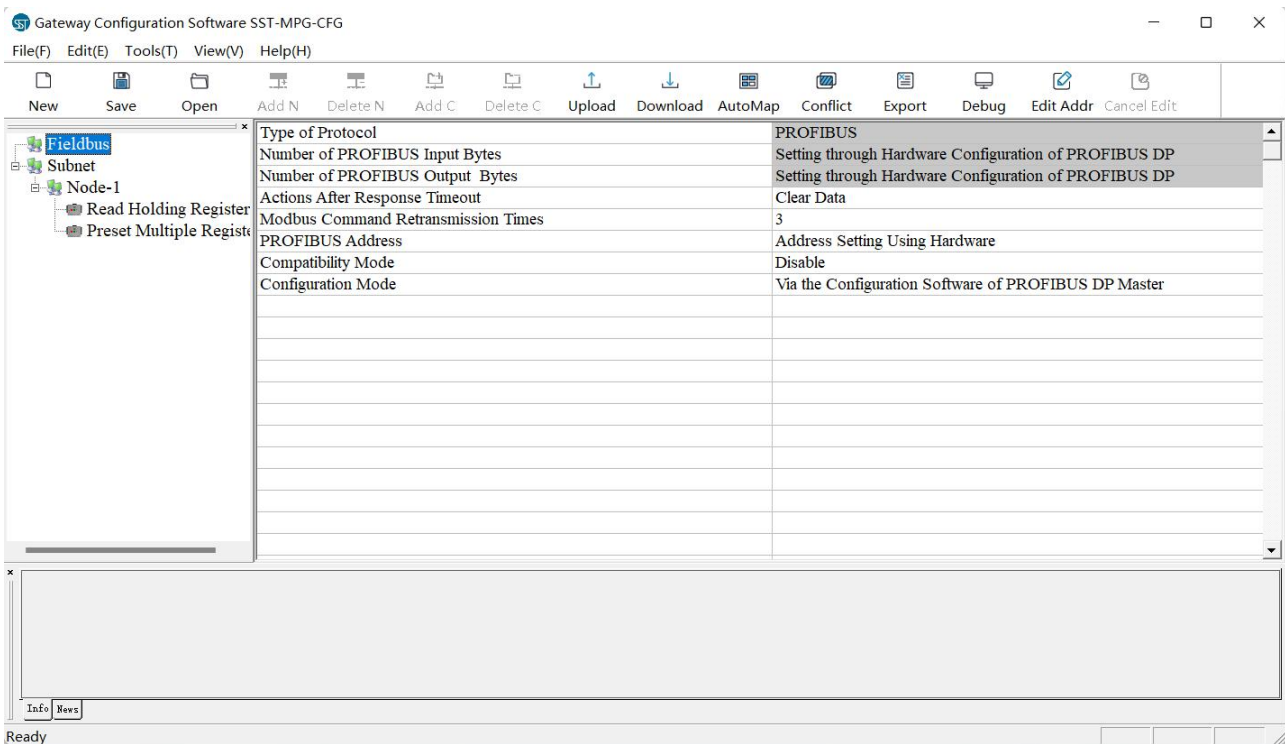 SST Gateway Configuration Software SST-MPG-CFG
File(F) Edit(E) Tools(T) View(V) Help(H)
New Save Open Add N Delete N Add C Delete C Upload Download AutoMap Conflict Export Debug Edit Addr Cancel Edit
Fieldbus
Subnet
Node-1
Read Holding Register
Preset Multiple Registe
Type of Protocol PROFIBUS
Number of PROFIBUS Input Bytes Setting through Hardware Configuration of PROFIBUS DP
Number of PROFIBUS Output Bytes Setting through Hardware Configuration of PROFIBUS DP
Actions After Response Timeout Clear Data
Modbus Command Retransmission Times 3
PROFIBUS Address Address Setting Using Hardware
Compatibility Mode Disable
Configuration Mode Via the Configuration Software of PROFIBUS DP Master
Info News
Ready